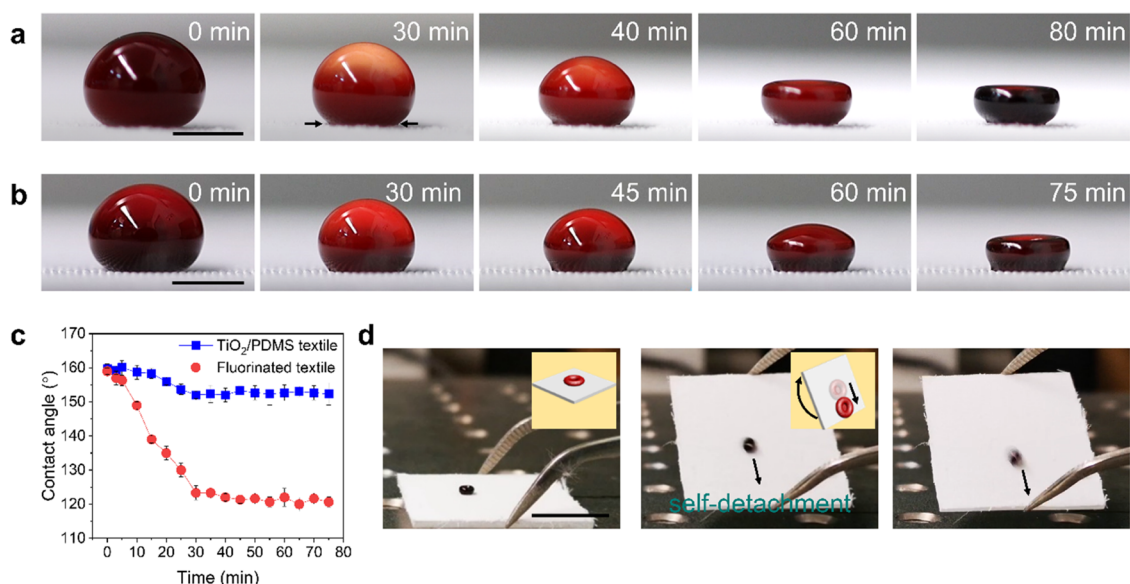 a
0 min
30 min
40 min
60 min
80 min
b
0 min
30 min
45 min
60 min
75 min
c
170
160
150
140
130
120
110
Contact angle (°)
TiO2/PDMS textile
Fluorinated textile
0 10 20 30 40 50 60 70 80
Time (min)
d
self-detachment